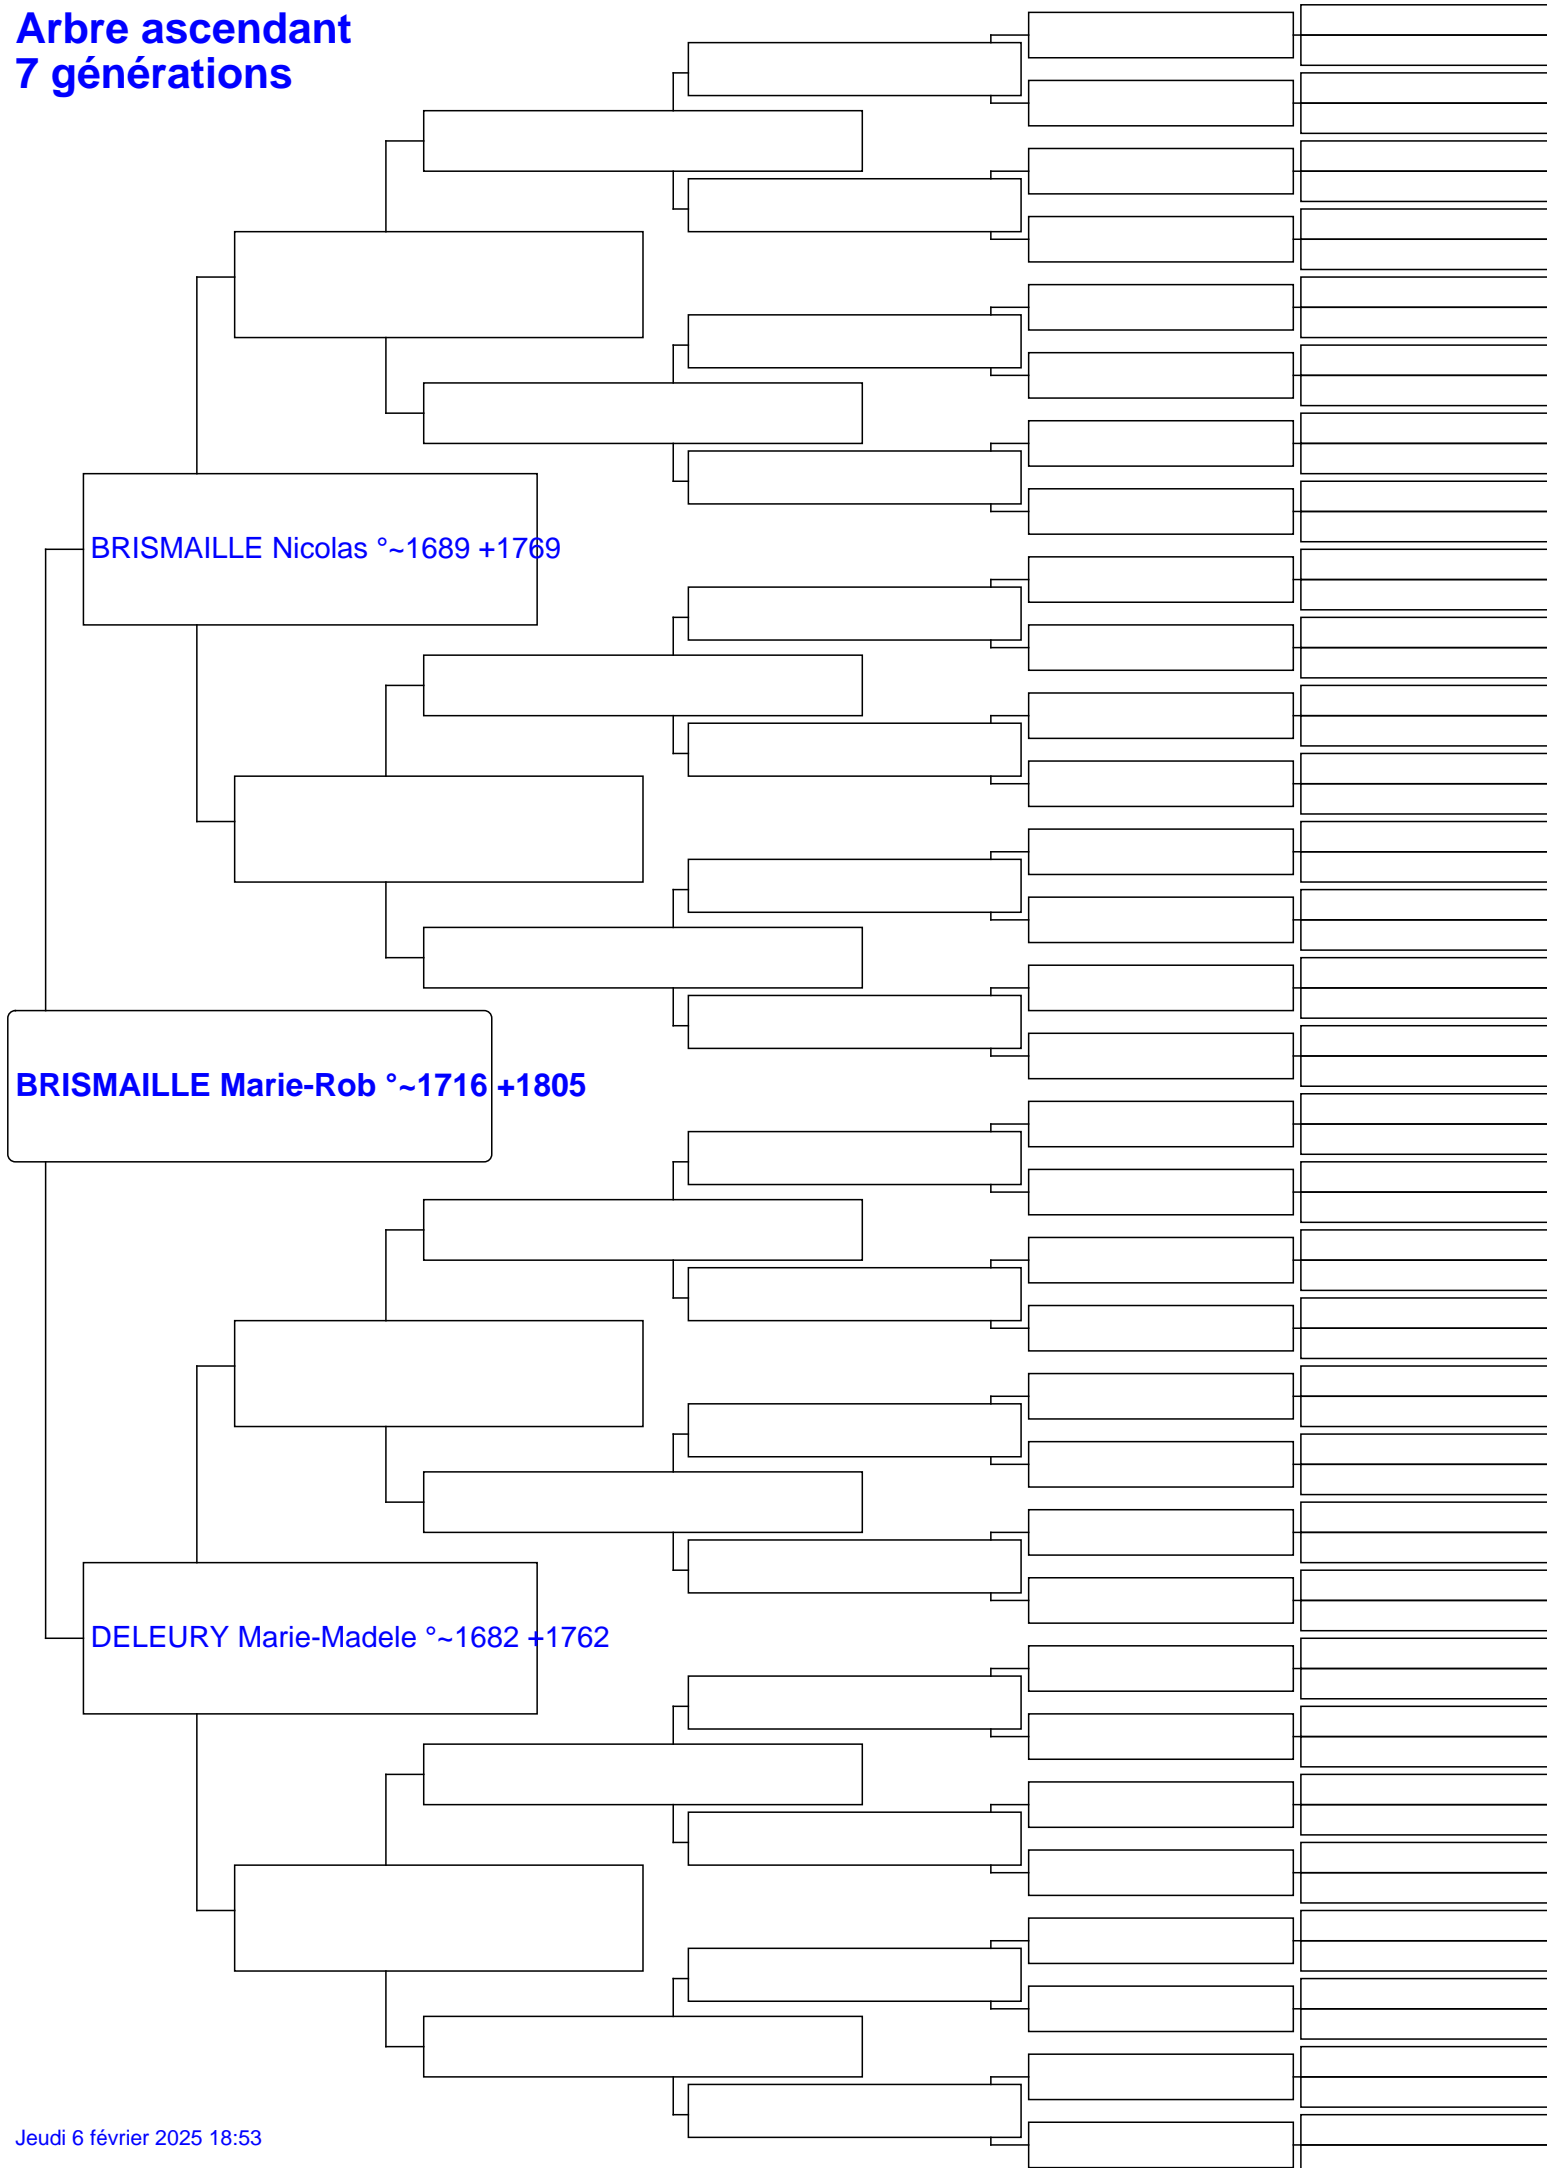 Arbre ascendant
7 générations
BRISMAILLE Nicolas °~1689 +1769
BRISMAILLE Marie-Rob °~1716 +1805
DELEURY Marie-Madele °~1682 +1762
Jeudi 6 février 2025 18:53